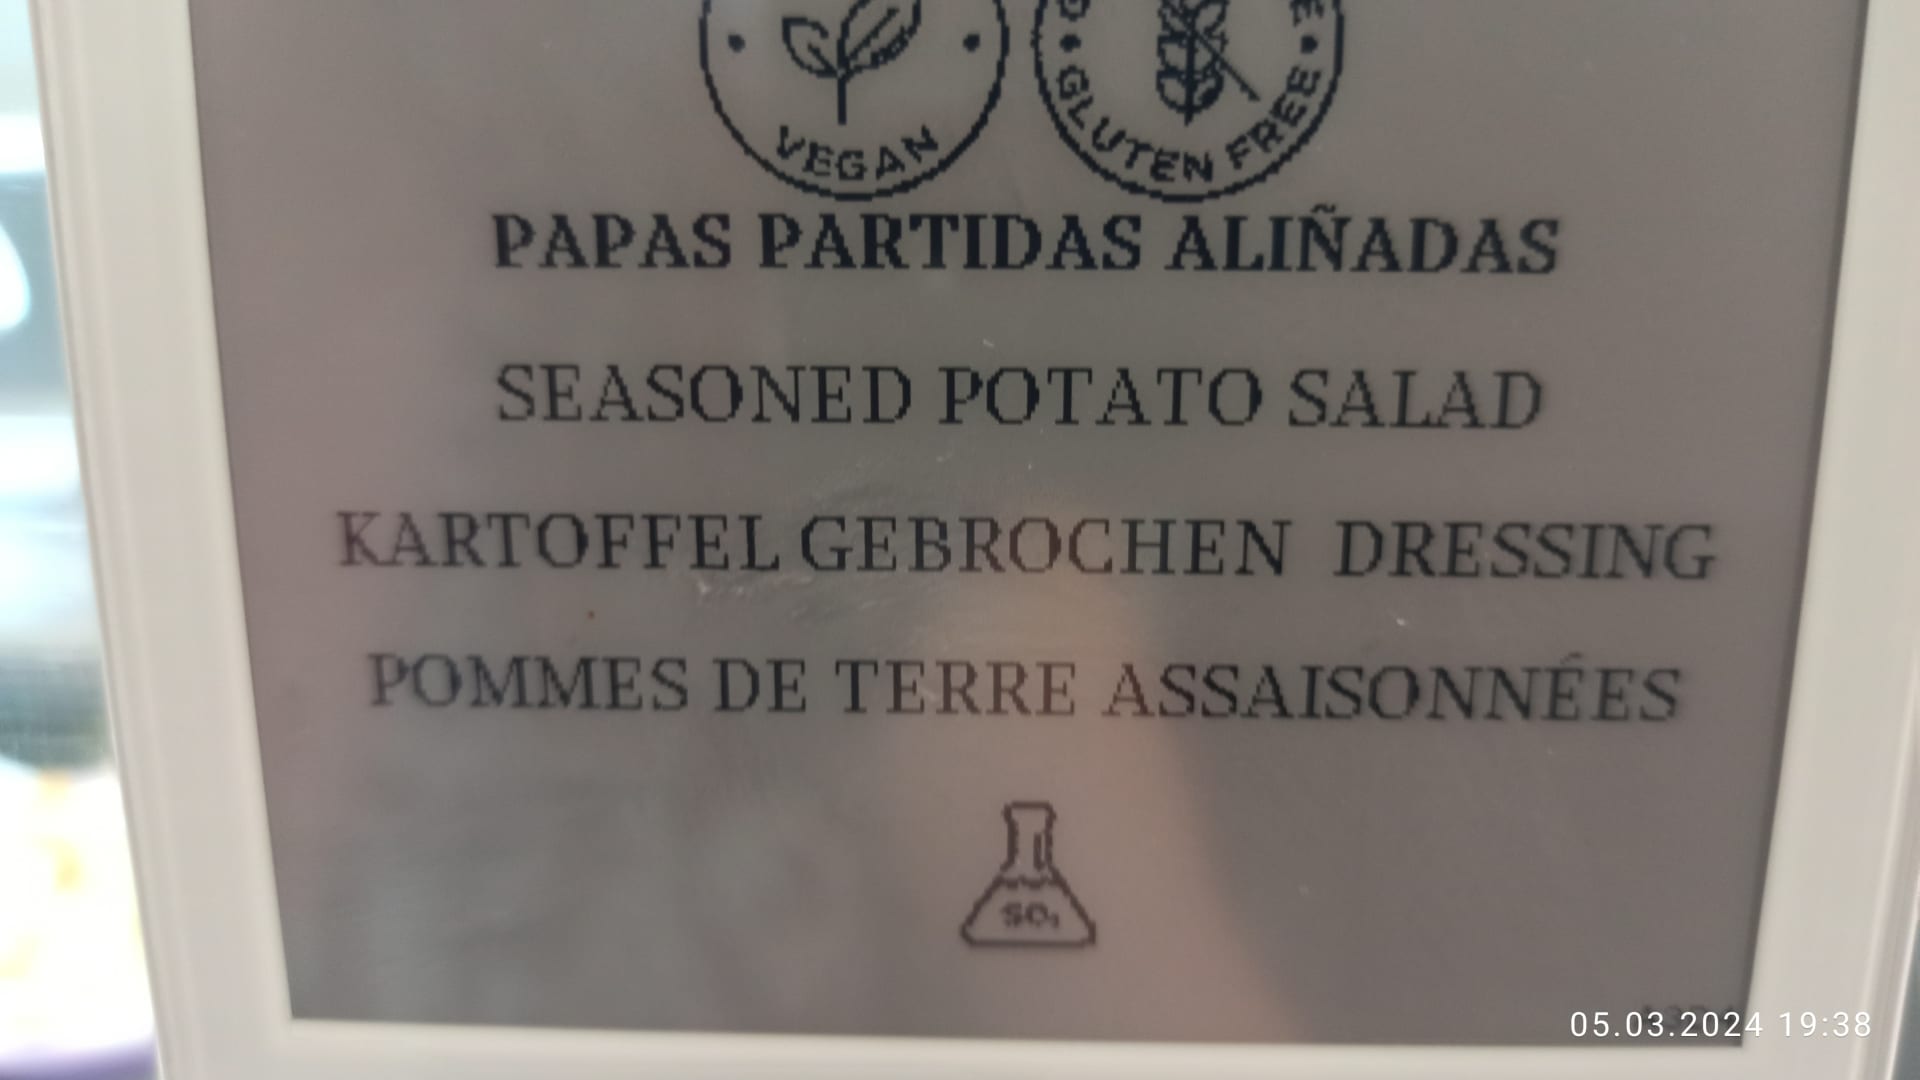 VEGAN
GLUTEN FREE
PAPAS PARTIDAS ALIÑADAS
SEASONED POTATO SALAD
KARTOFFEL GEBROCHEN DRESSING
POMMES DE TERRE ASSAISONNÉES
SO₂
05.03.2024 19:38